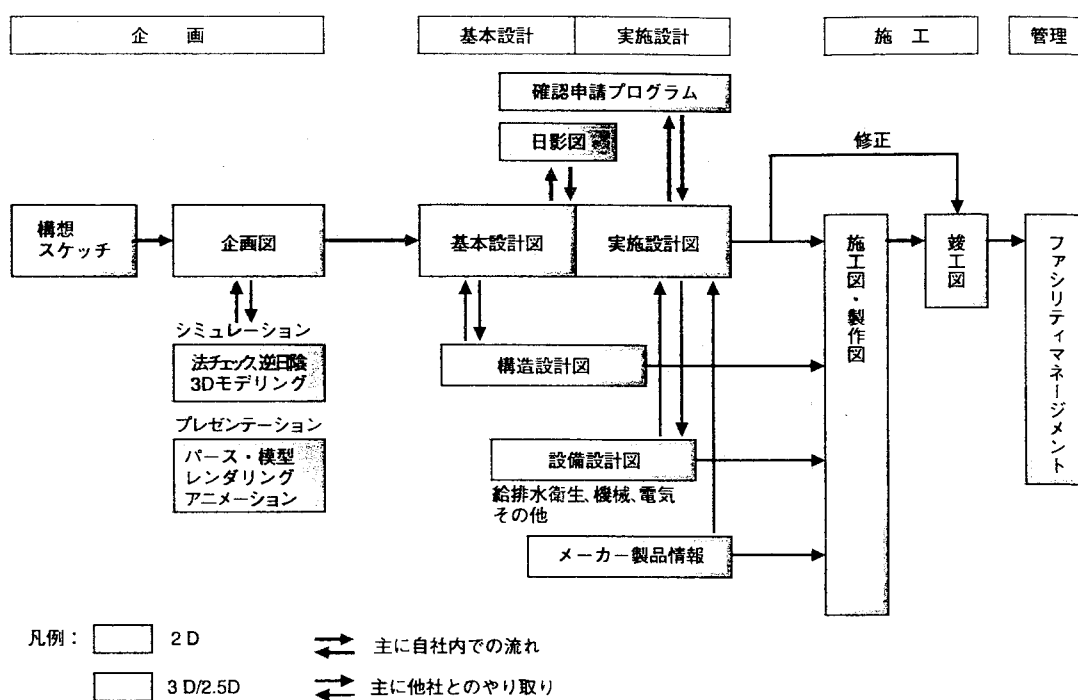 企 画
基本設計
実施設計
施 工
管理
確認申請プログラム
日影図
修正
構想
スケッチ
企画図
基本設計図
実施設計図
施工図・製作図
竣工図
ファシリティマネージメント
シミュレーション
法チェック逆日陰
3Dモデリング
構造設計図
プレゼンテーション
パース・模型
レンダリング
アニメーション
設備設計図
給排水衛生、機械、電気
その他
メーカー製品情報
凡例：
2D
主に自社内での流れ
3D/2.5D
主に他社とのやり取り